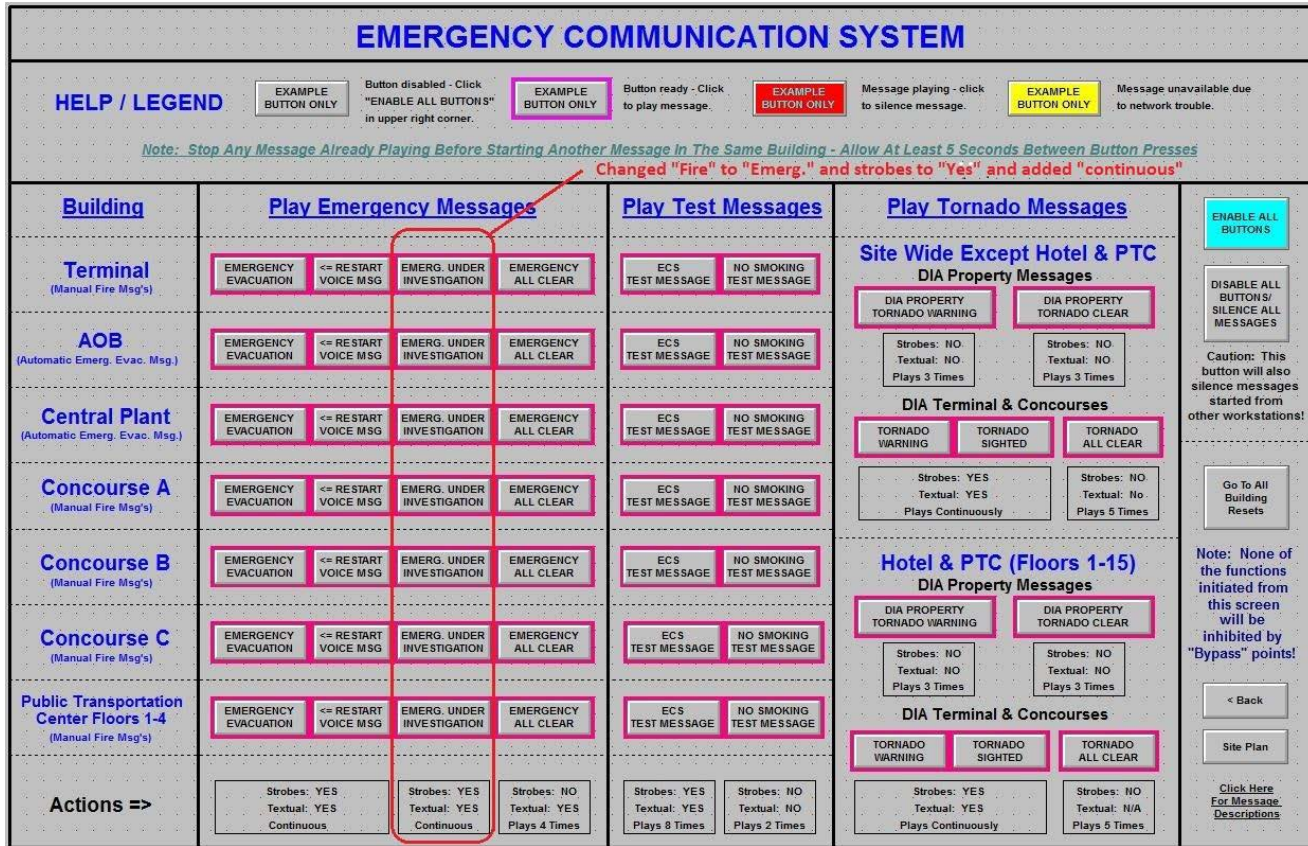 EMERGENCY COMMUNICATION SYSTEM
HELP / LEGEND
EXAMPLE
BUTTON ONLY
Button disabled - Click
"ENABLE ALL BUTTONS"
in upper right corner.
EXAMPLE
BUTTON ONLY
Button ready - Click
to play message.
EXAMPLE
BUTTON ONLY
Message playing - click
to silence message.
EXAMPLE
BUTTON ONLY
Message unavailable due
to network trouble.
Note: Stop Any Message Already Playing Before Starting Another Message In The Same Building - Allow At Least 5 Seconds Between Button Presses
Changed "Fire" to "Emerg." and strobes to "Yes" and added "continuous"
Building
Play Emergency Messages
Play Test Messages
Terminal
(Manual Fire Msg's)
EMERGENCY
EVACUATION
<= RESTART
VOICE MSG
EMERG. UNDER
INVESTIGATION
EMERGENCY
ALL CLEAR
ECS
TEST MESSAGE
NO SMOKING
TEST MESSAGE
AOB
(Automatic Emerg. Evac. Msg.)
EMERGENCY
EVACUATION
<= RESTART
VOICE MSG
EMERG. UNDER
INVESTIGATION
EMERGENCY
ALL CLEAR
ECS
TEST MESSAGE
NO SMOKING
TEST MESSAGE
Central Plant
(Automatic Emerg. Evac. Msg.)
EMERGENCY
EVACUATION
<= RESTART
VOICE MSG
EMERG. UNDER
INVESTIGATION
EMERGENCY
ALL CLEAR
ECS
TEST MESSAGE
NO SMOKING
TEST MESSAGE
Concourse A
(Manual Fire Msg's)
EMERGENCY
EVACUATION
<= RESTART
VOICE MSG
EMERG. UNDER
INVESTIGATION
EMERGENCY
ALL CLEAR
ECS
TEST MESSAGE
NO SMOKING
TEST MESSAGE
Concourse B
(Manual Fire Msg's)
EMERGENCY
EVACUATION
<= RESTART
VOICE MSG
EMERG. UNDER
INVESTIGATION
EMERGENCY
ALL CLEAR
ECS
TEST MESSAGE
NO SMOKING
TEST MESSAGE
Concourse C
(Manual Fire Msg's)
EMERGENCY
EVACUATION
<= RESTART
VOICE MSG
EMERG. UNDER
INVESTIGATION
EMERGENCY
ALL CLEAR
ECS
TEST MESSAGE
NO SMOKING
TEST MESSAGE
Public Transportation
Center Floors 1-4
(Manual Fire Msg's)
EMERGENCY
EVACUATION
<= RESTART
VOICE MSG
EMERG. UNDER
INVESTIGATION
EMERGENCY
ALL CLEAR
ECS
TEST MESSAGE
NO SMOKING
TEST MESSAGE
Actions =>
Strobes: YES
Textual: YES
Continuous
Strobes: YES
Textual: YES
Continuous
Strobes: NO
Textual: YES
Plays 4 Times
Strobes: YES
Textual: YES
Plays 8 Times
Strobes: NO
Textual: NO
Plays 2 Times
Play Tornado Messages
Site Wide Except Hotel & PTC
DIA Property Messages
DIA PROPERTY
TORNADO WARNING
DIA PROPERTY
TORNADO CLEAR
Strobes: NO
Textual: NO
Plays 3 Times
Strobes: NO
Textual: NO
Plays 3 Times
DIA Terminal & Concourses
TORNADO
WARNING
TORNADO
SIGHTED
TORNADO
ALL CLEAR
Strobes: YES
Textual: YES
Plays Continuously
Strobes: NO
Textual: No
Plays 5 Times
Hotel & PTC (Floors 1-15)
DIA Property Messages
DIA PROPERTY
TORNADO WARNING
DIA PROPERTY
TORNADO CLEAR
Strobes: NO
Textual: NO
Plays 3 Times
Strobes: NO
Textual: NO
Plays 3 Times
DIA Terminal & Concourses
TORNADO
WARNING
TORNADO
SIGHTED
TORNADO
ALL CLEAR
Strobes: YES
Textual: YES
Plays Continuously
Strobes: NO
Textual: N/A
Plays 5 Times
ENABLE ALL
BUTTONS
DISABLE ALL
BUTTONS/
SILENCE ALL
MESSAGES
Caution: This
button will also
silence messages
started from
other workstations!
Go To All
Building
Resets
Note: None of
the functions
initiated from
this screen
will be
inhibited by
"Bypass" points!
< Back
Site Plan
Click Here
For Message
Descriptions